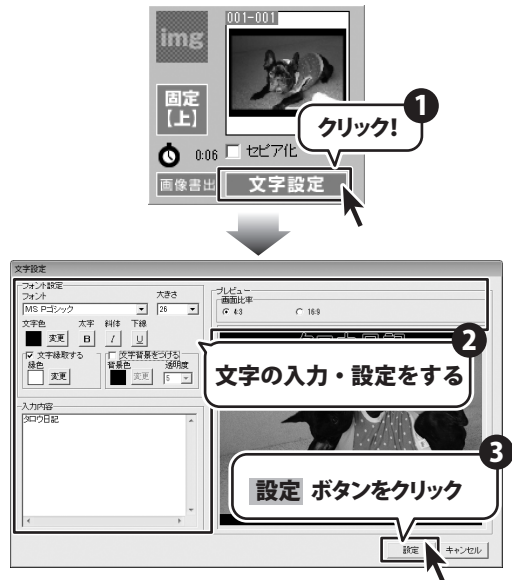 001-001
img
固定
【上】
1
クリック!
0:06
セピア化
画像書出
文字設定
文字設定
フォント設定
フォント
大きさ
MS Pゴシック
26
文字色
太字
斜体
下線
変更
B
I
U
文字縁取する
縁色
変更
文字背景をつける
背景色
透明度
変更
5
入力内容
タロウ日記
プレビュー
画面比率
4:3
16:9
タロウ日記
2
文字の入力・設定をする
3
設定 ボタンをクリック
設定
キャンセル